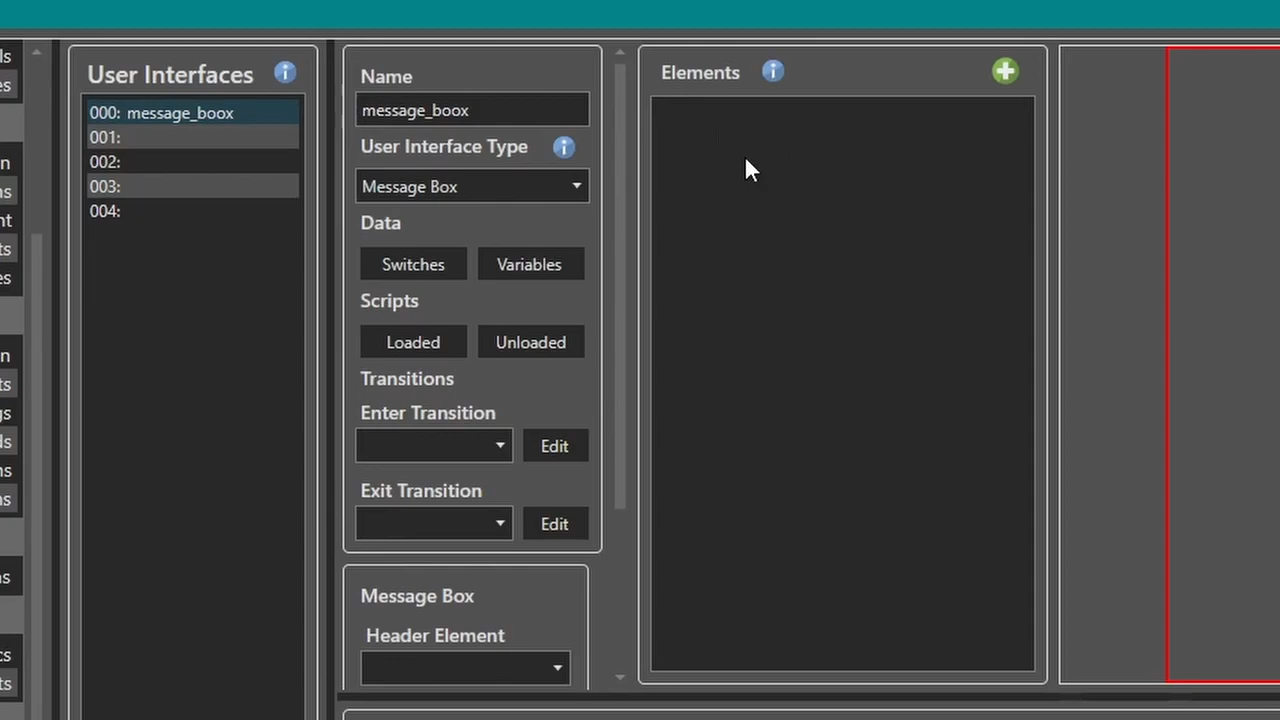 User Interfaces
000: message_boox
001:
002:
003:
004:
Name
message_boox
User Interface Type
Message Box
Data
Switches
Variables
Scripts
Loaded
Unloaded
Transitions
Enter Transition
Edit
Exit Transition
Edit
Message Box
Header Element
Elements